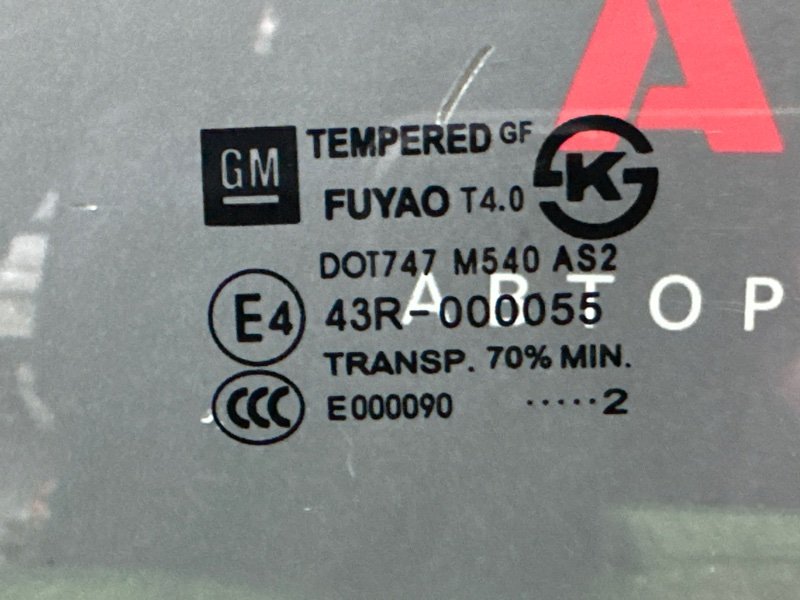 GM
TEMPERED GF
FUYAO T4.0
KS
DOT747 M540 AS2
E4 43R-000055
TRANSP. 70% MIN.
CCC E000090 ·····2
А
АВТОР